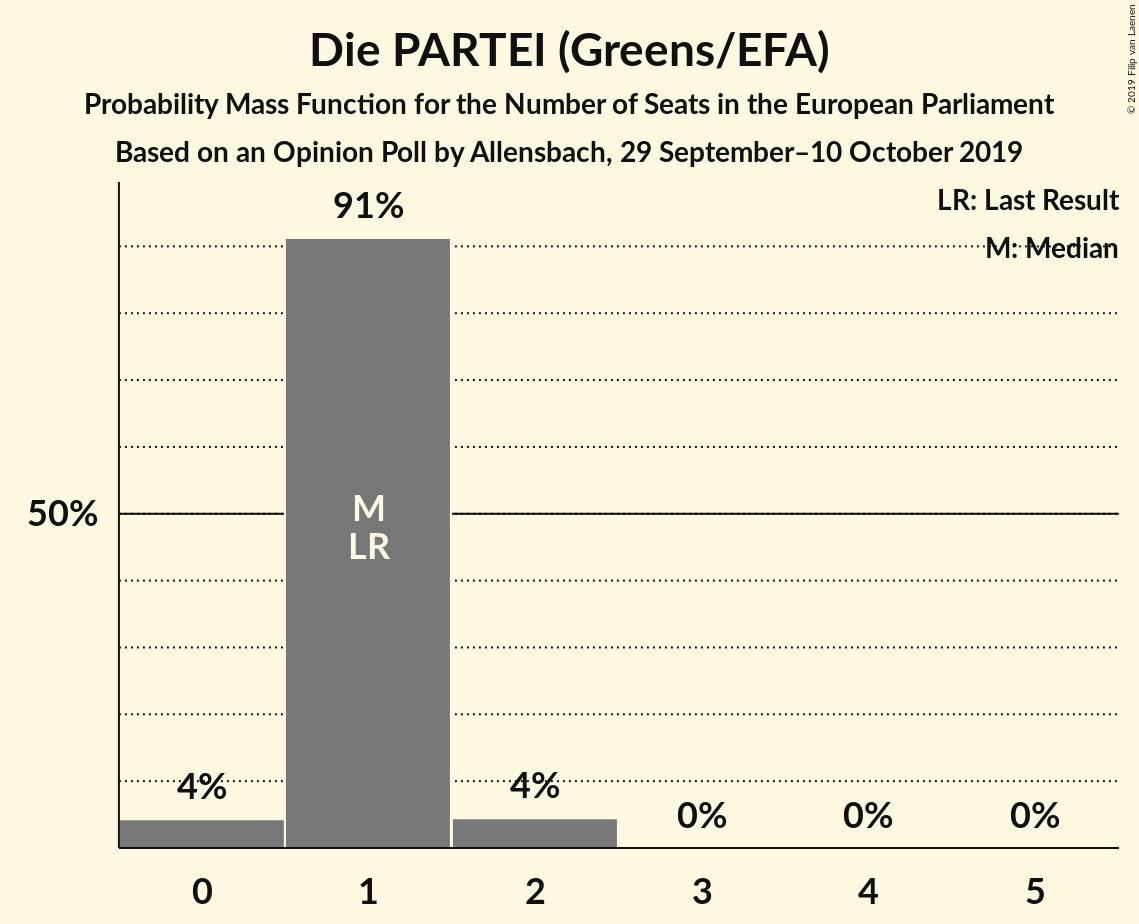 Die PARTEI (Greens/EFA)
Probability Mass Function for the Number of Seats in the European Parliament
Based on an Opinion Poll by Allensbach, 29 September–10 October 2019
© 2019 Filip van Laenen
LR: Last Result
M: Median
91%
50%
M
LR
4%
4%
0%
0%
0%
0
1
2
3
4
5